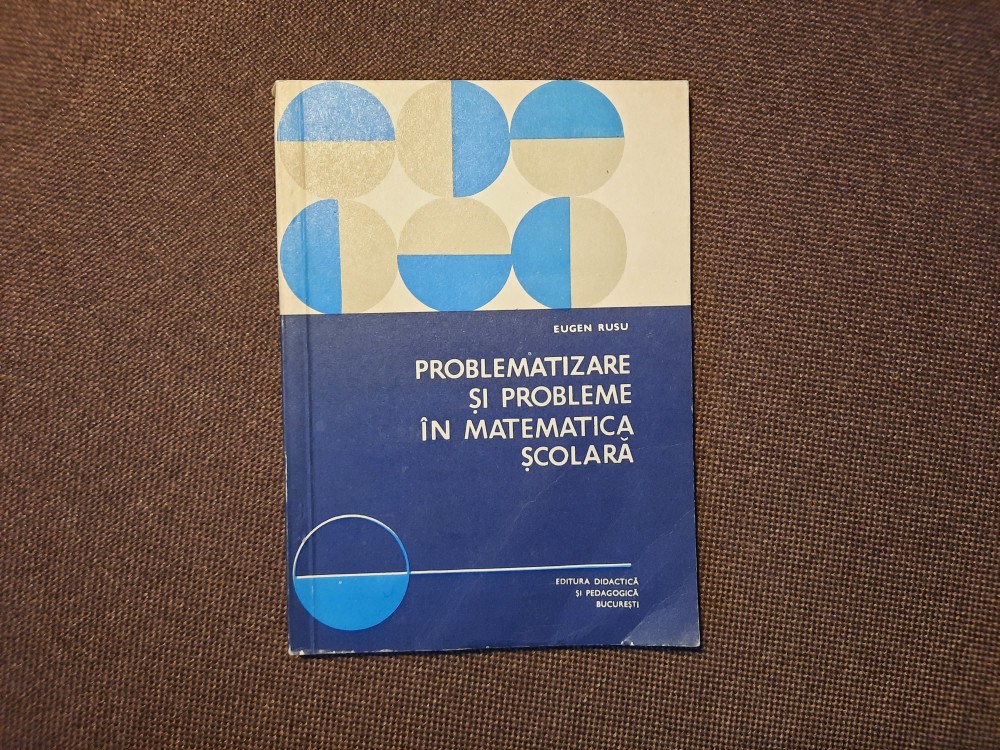 EUGEN RUSU
PROBLEMATIZARE
ȘI PROBLEME
ÎN MATEMATICA
ȘCOLARĂ
EDITURA DIDACTICĂ
ȘI PEDAGOGICĂ
BUCUREȘTI